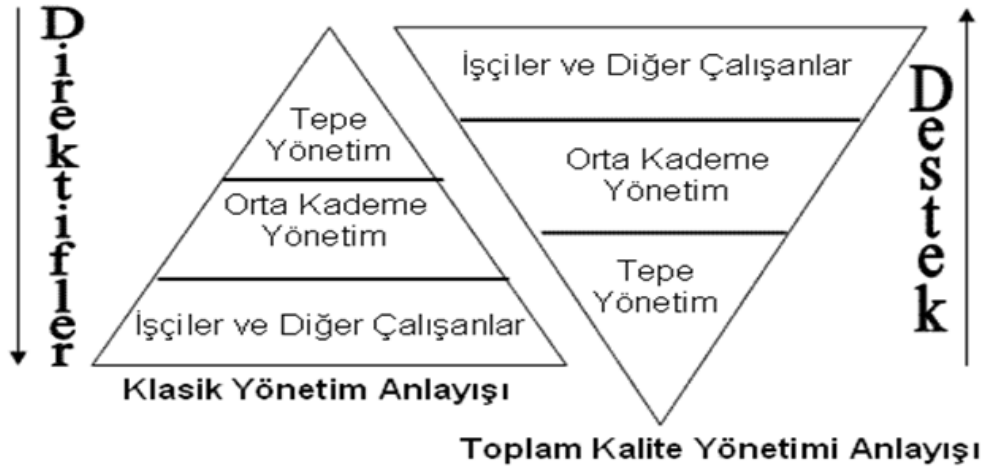 Direktifler
Tepe
Yönetim
Orta Kademe
Yönetim
İşçiler ve Diğer Çalışanlar
Klasik Yönetim Anlayışı
İşçiler ve Diğer Çalışanlar
Orta Kademe
Yönetim
Tepe
Yönetim
Destek
Toplam Kalite Yönetimi Anlayışı